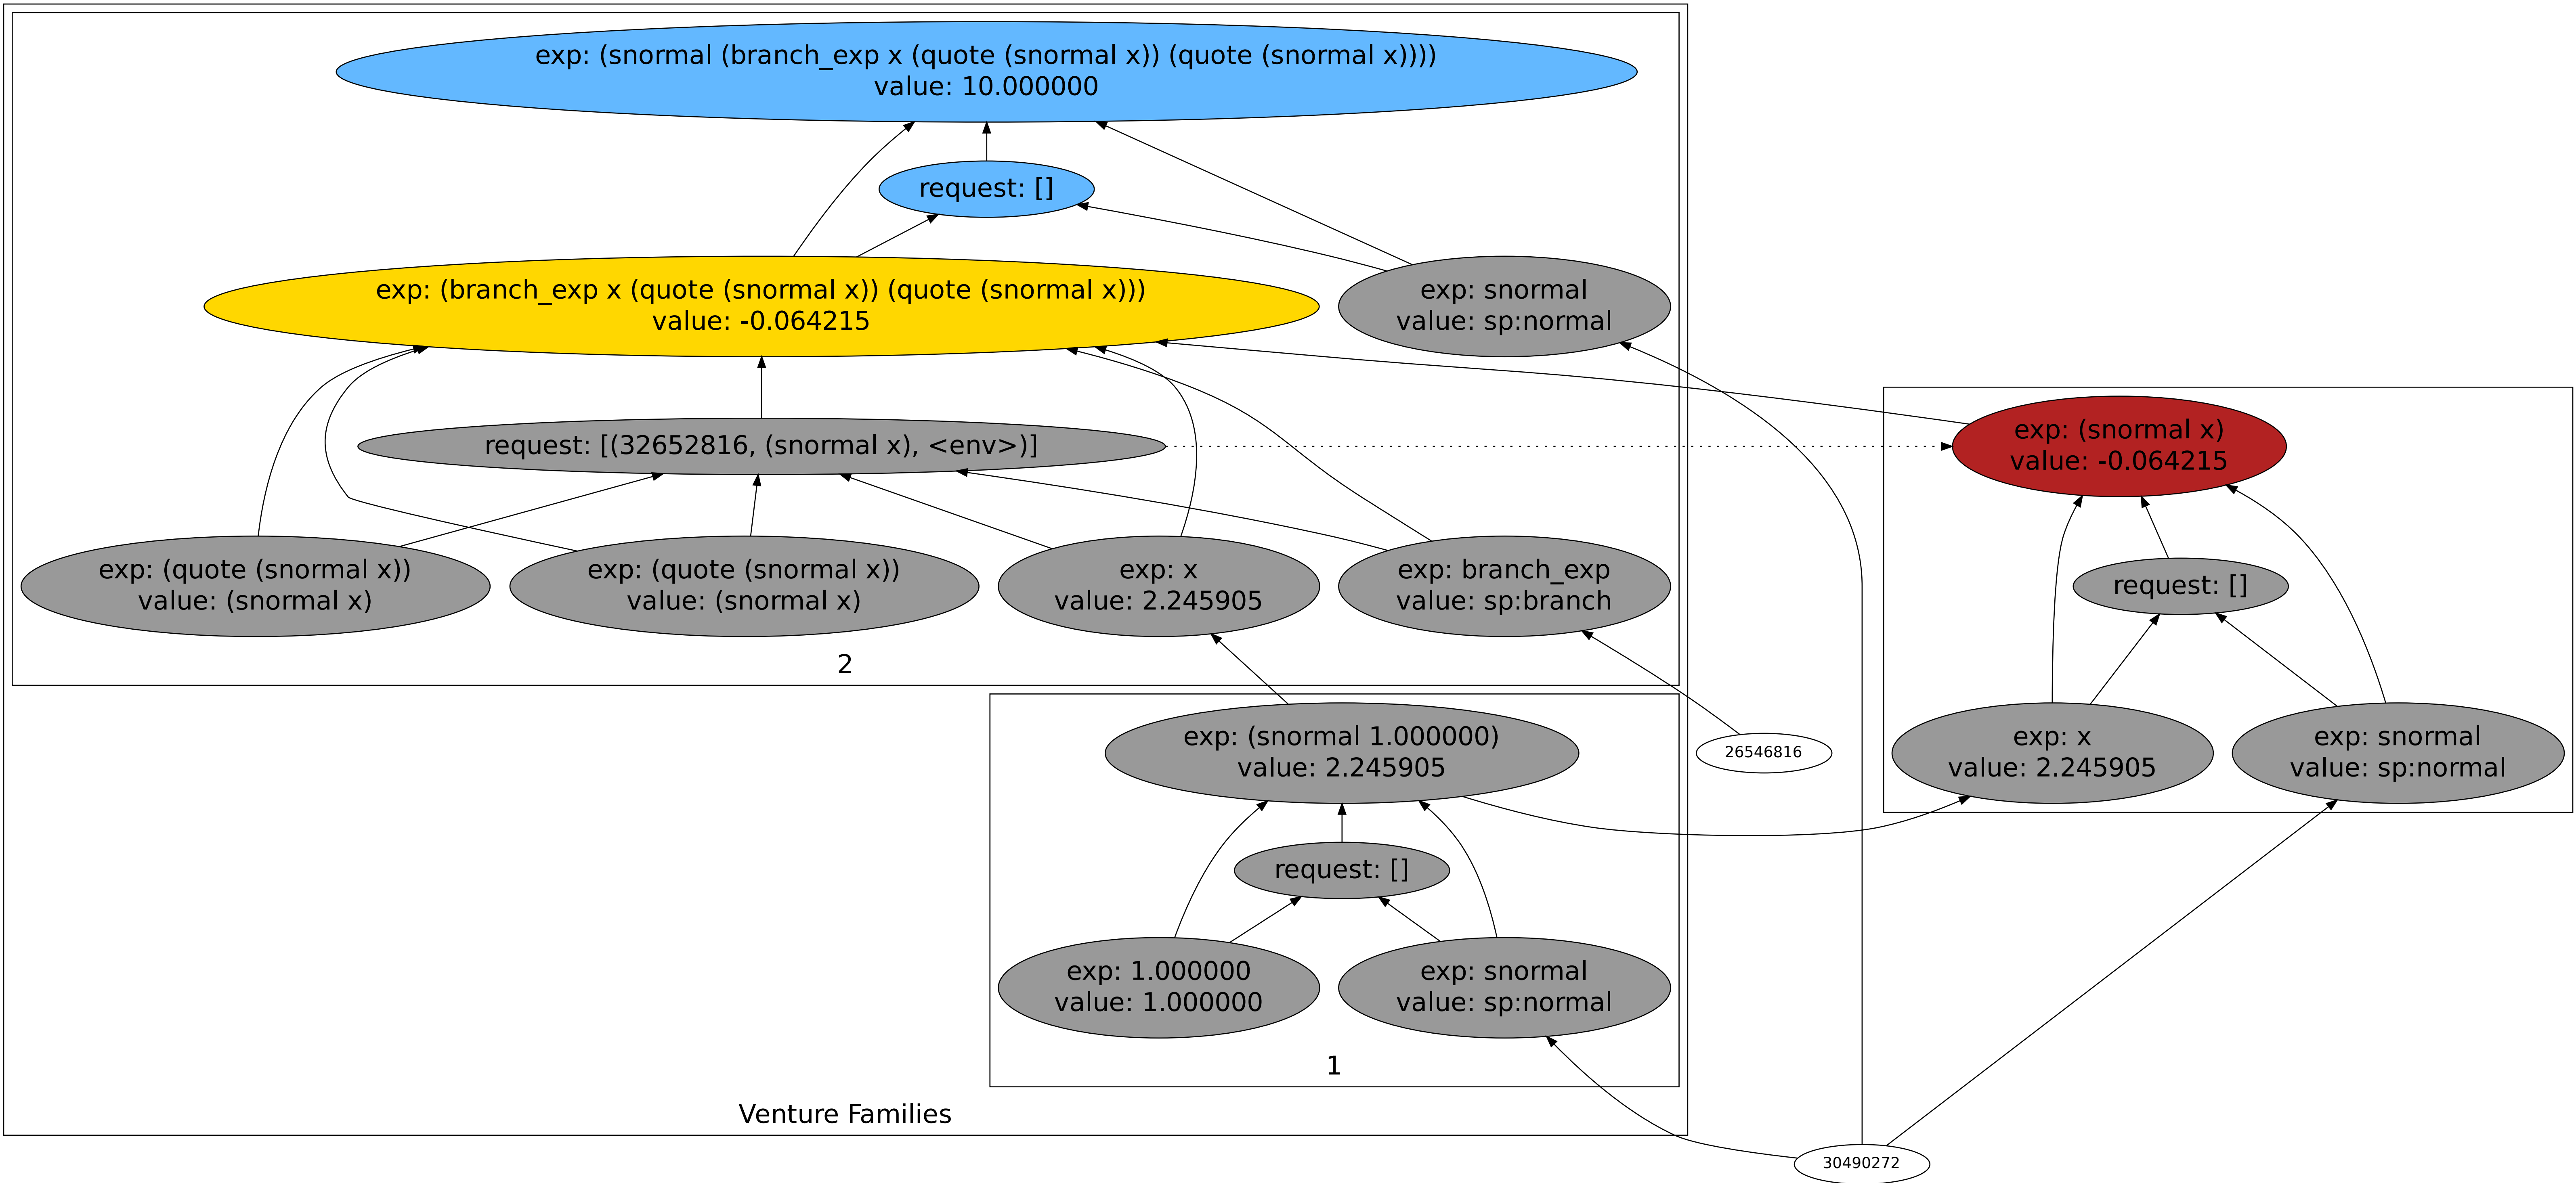 exp: (snormal (branch_exp x (quote (snormal x)) (quote (snormal x))))
value: 10.000000
request: []
exp: (branch_exp x (quote (snormal x)) (quote (snormal x)))
value: -0.064215
exp: snormal
value: sp:normal
request: [(32652816, (snormal x), <env>)]
exp: (snormal x)
value: -0.064215
exp: (quote (snormal x))
value: (snormal x)
exp: (quote (snormal x))
value: (snormal x)
exp: x
value: 2.245905
exp: branch_exp
value: sp:branch
request: []
2
exp: (snormal 1.000000)
value: 2.245905
26546816
exp: x
value: 2.245905
exp: snormal
value: sp:normal
request: []
exp: 1.000000
value: 1.000000
exp: snormal
value: sp:normal
1
Venture Families
30490272